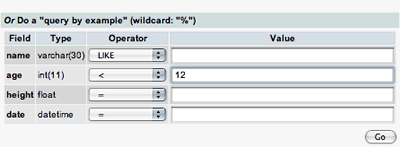 Or Do a "query by example" (wildcard: "%")
Field Type Operator Value
name varchar(30) LIKE
age int(11) < 12
height float =
date datetime =
Go